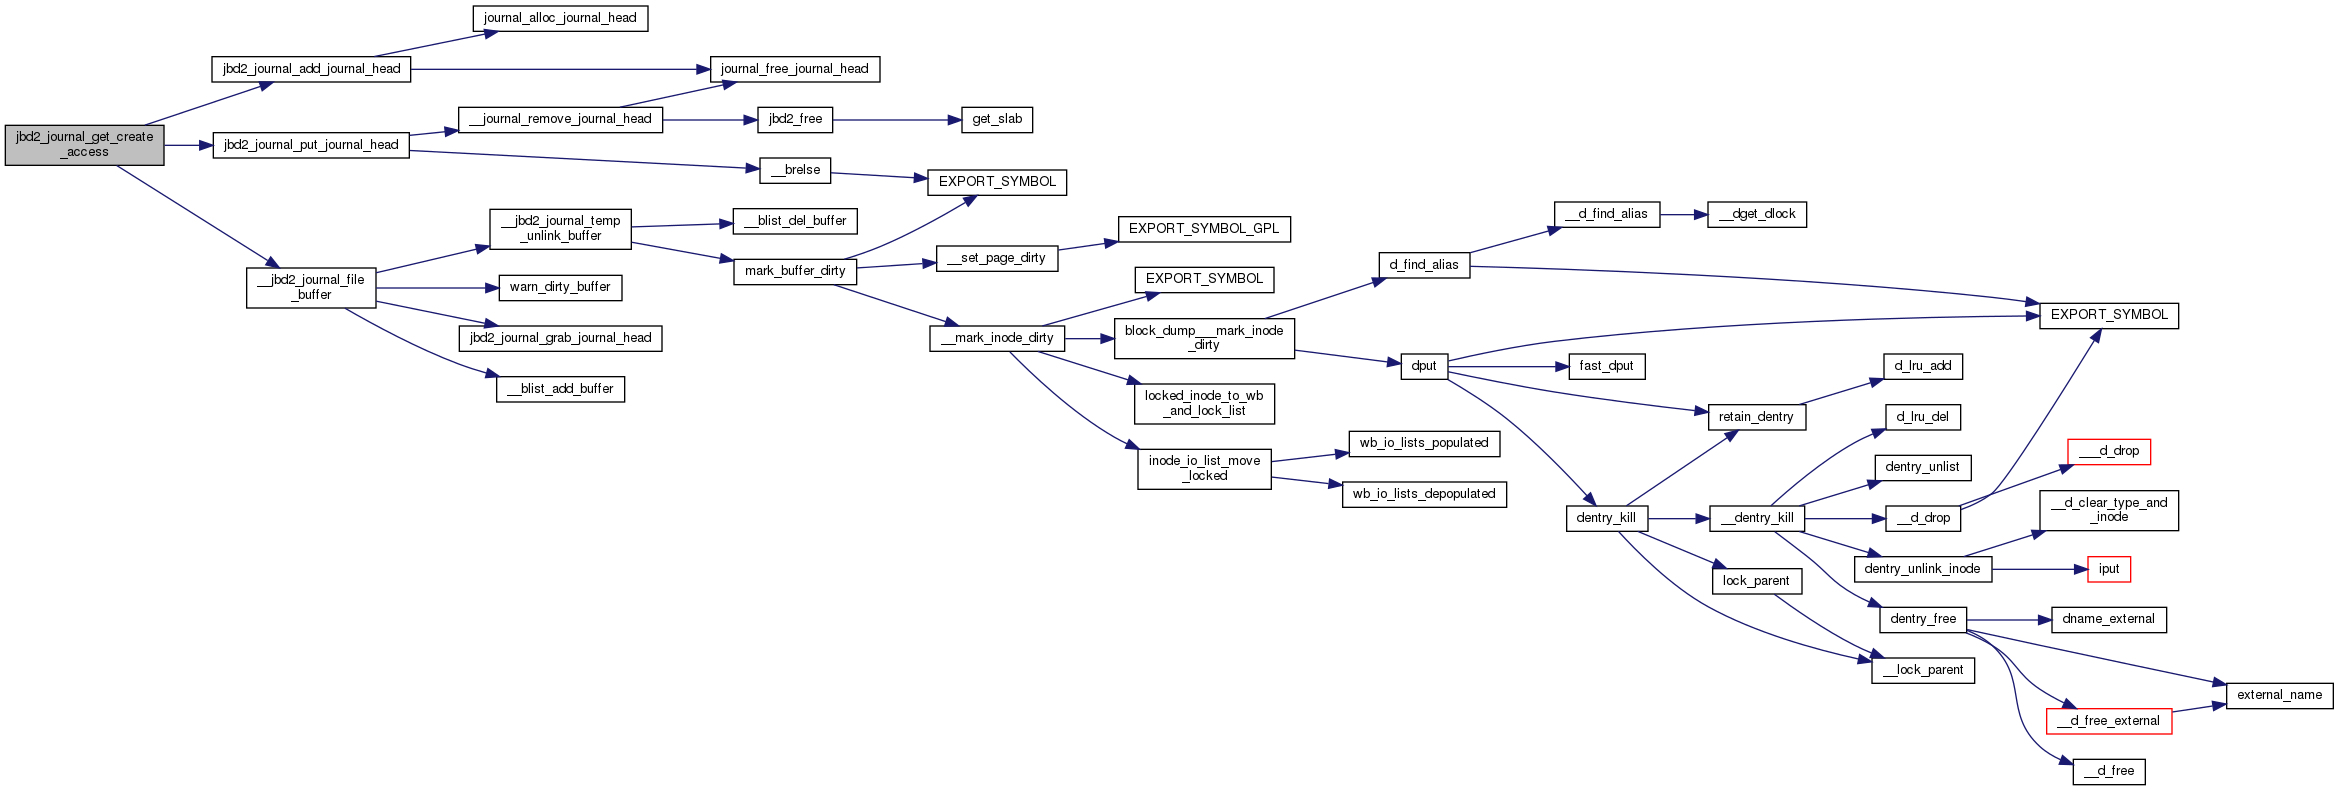 journal_alloc_journal_head
jbd2_journal_add_journal_head
journal_free_journal_head
jbd2_journal_get_create
_access
__journal_remove_journal_head
jbd2_free
get_slab
jbd2_journal_put_journal_head
__brelse
EXPORT_SYMBOL
__jbd2_journal_temp
_unlink_buffer
__blist_del_buffer
__d_find_alias
__dget_dlock
EXPORT_SYMBOL_GPL
__set_page_dirty
mark_buffer_dirty
d_find_alias
EXPORT_SYMBOL
__jbd2_journal_file
_buffer
warn_dirty_buffer
EXPORT_SYMBOL
jbd2_journal_grab_journal_head
__mark_inode_dirty
block_dump___mark_inode
_dirty
dput
fast_dput
d_lru_add
__blist_add_buffer
locked_inode_to_wb
_and_lock_list
retain_dentry
d_lru_del
wb_io_lists_populated
___d_drop
inode_io_list_move
_locked
dentry_unlist
wb_io_lists_depopulated
__d_clear_type_and
_inode
dentry_kill
__dentry_kill
__d_drop
dentry_unlink_inode
iput
lock_parent
dentry_free
dname_external
__lock_parent
external_name
__d_free_external
__d_free